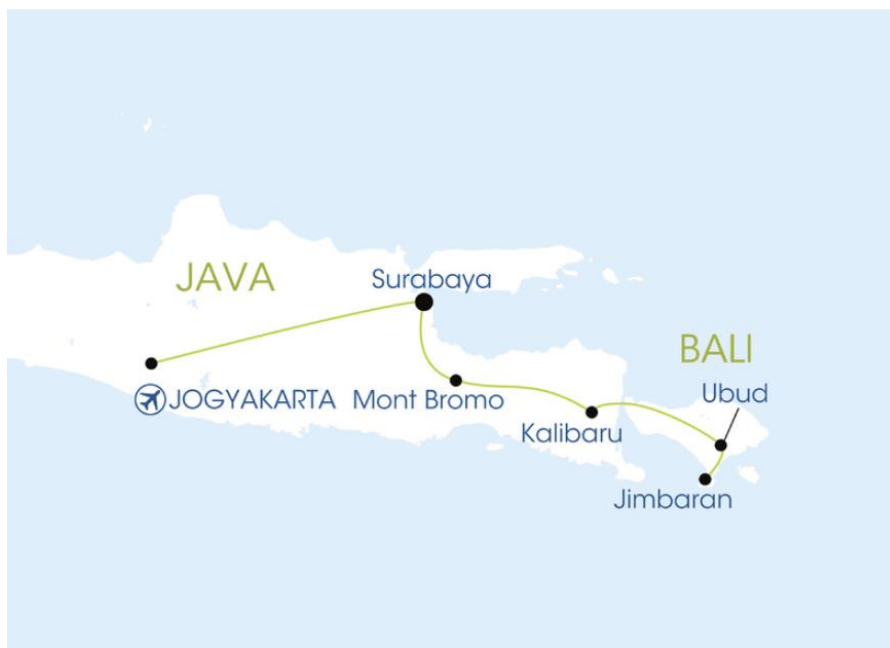 JAVA
Surabaya
BALI
Ubud
JOGYAKARTA
Mont Bromo
Kalibaru
Jimbaran